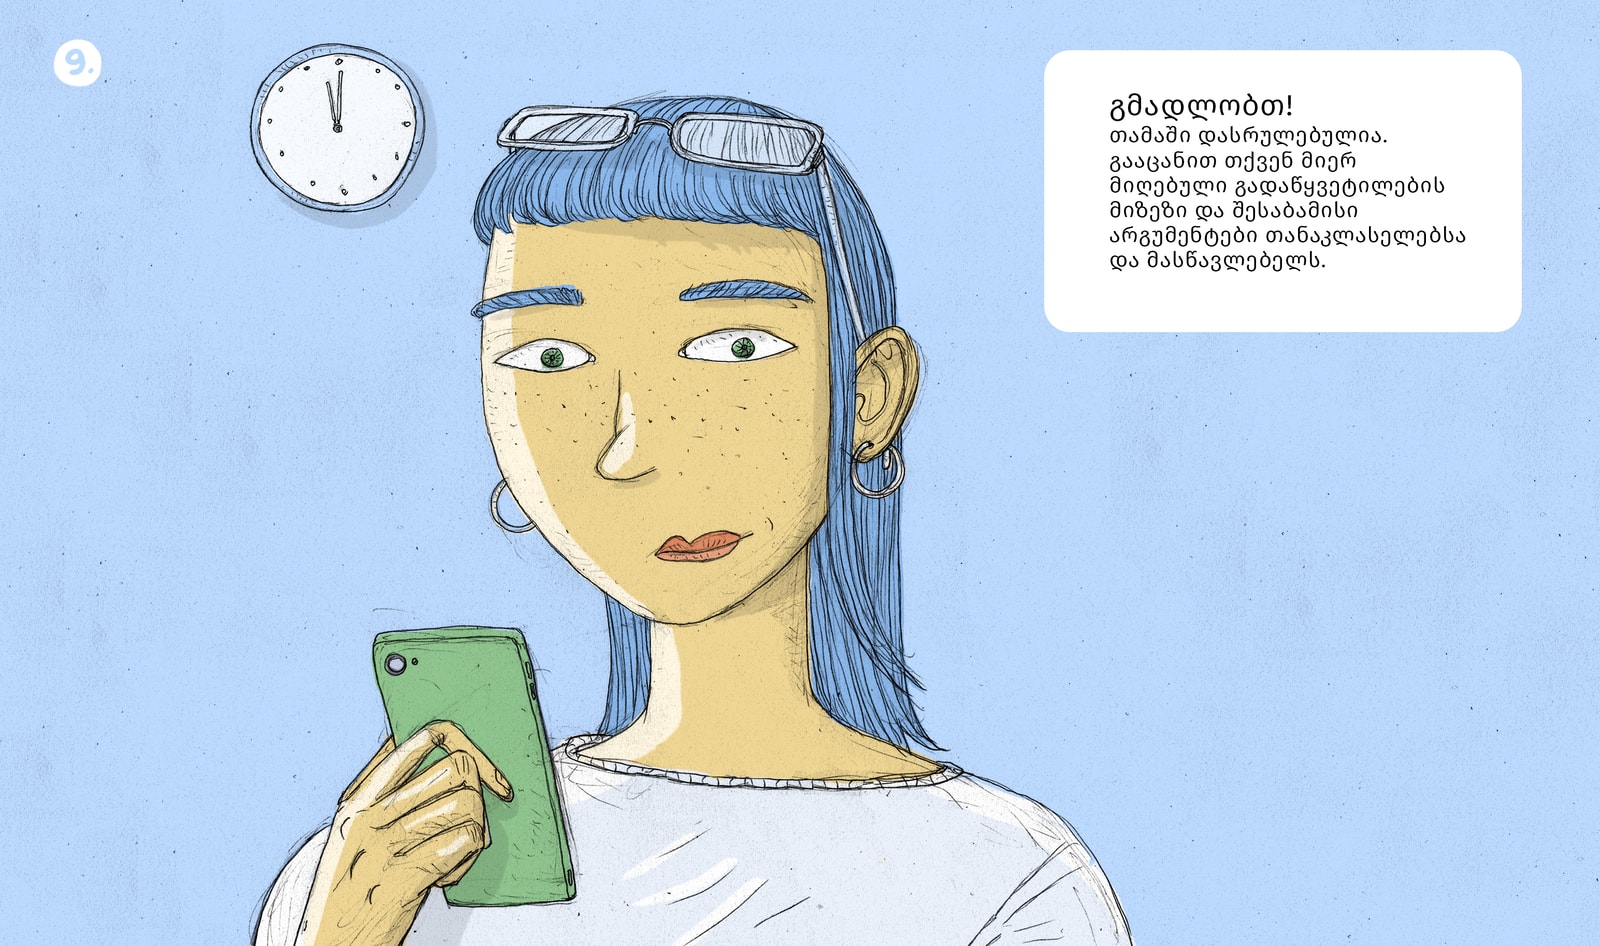 9.
გმადლობთ!
თამაში დასრულებულია.
გააცანით თქვენ მიერ
მიღებული გადაწყვეტილების
მიზეზი და შესაბამისი
არგუმენტები თანაკლასელებსა
და მასწავლებელს.